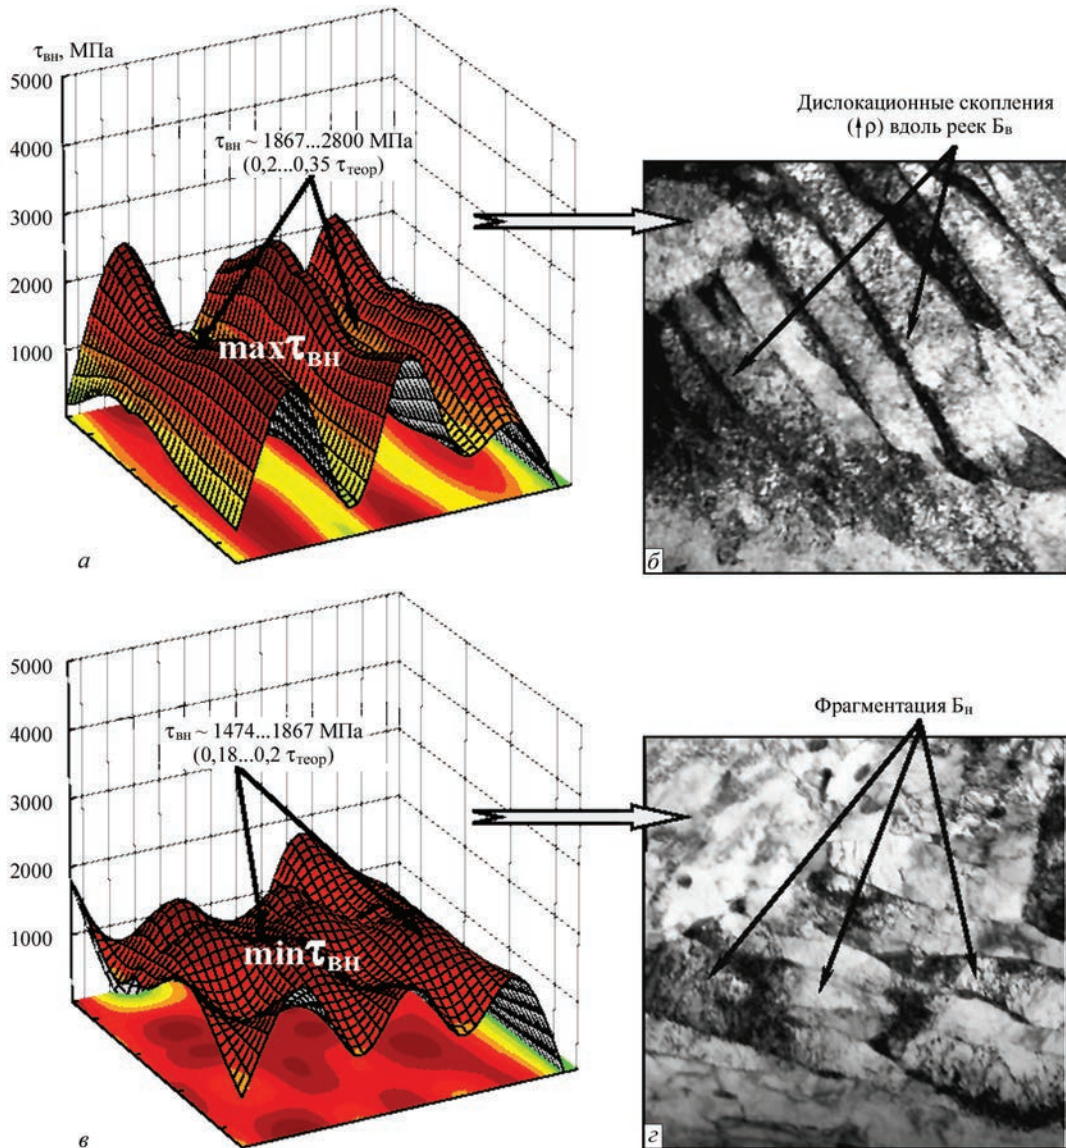 τвн, МПа
5000
4000
3000
2000
1000
τвн ~ 1867...2800 МПа
(0,2...0,35 τтеор)
maxτвн
а
Дислокационные скопления
(↑ρ) вдоль реек Бв
б
5000
4000
3000
2000
1000
τвн ~ 1474...1867 МПа
(0,18...0,2 τтеор)
minτвн
в
Фрагментация Бн
г